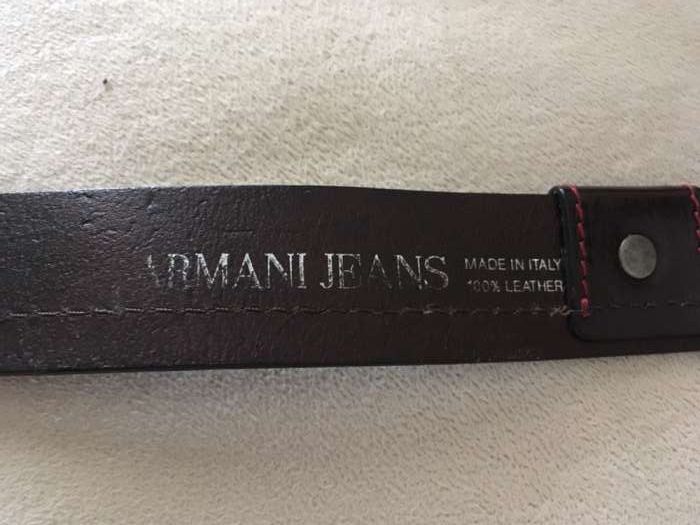 ARMANI JEANS
MADE IN ITALY
100% LEATHER